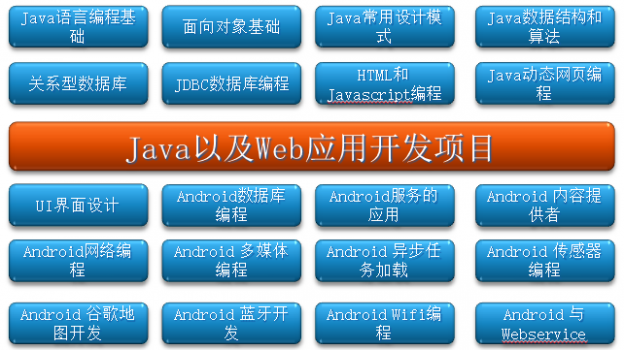 Java语言编程基
础
面向对象基础
Java常用设计模
式
Java数据结构和
算法
关系型数据库
JDBC数据库编程
HTML和
Javascript编程
Java动态网页编
程
Java以及Web应用开发项目
UI界面设计
Android数据库
编程
Android服务的
应用
Android 内容提
供者
Android网络编
程
Android 多媒体
编程
Android 异步任
务加载
Android 传感器
编程
Android 谷歌地
图开发
Android 蓝牙开
发
Android Wifi编
程
Android 与
Webservice